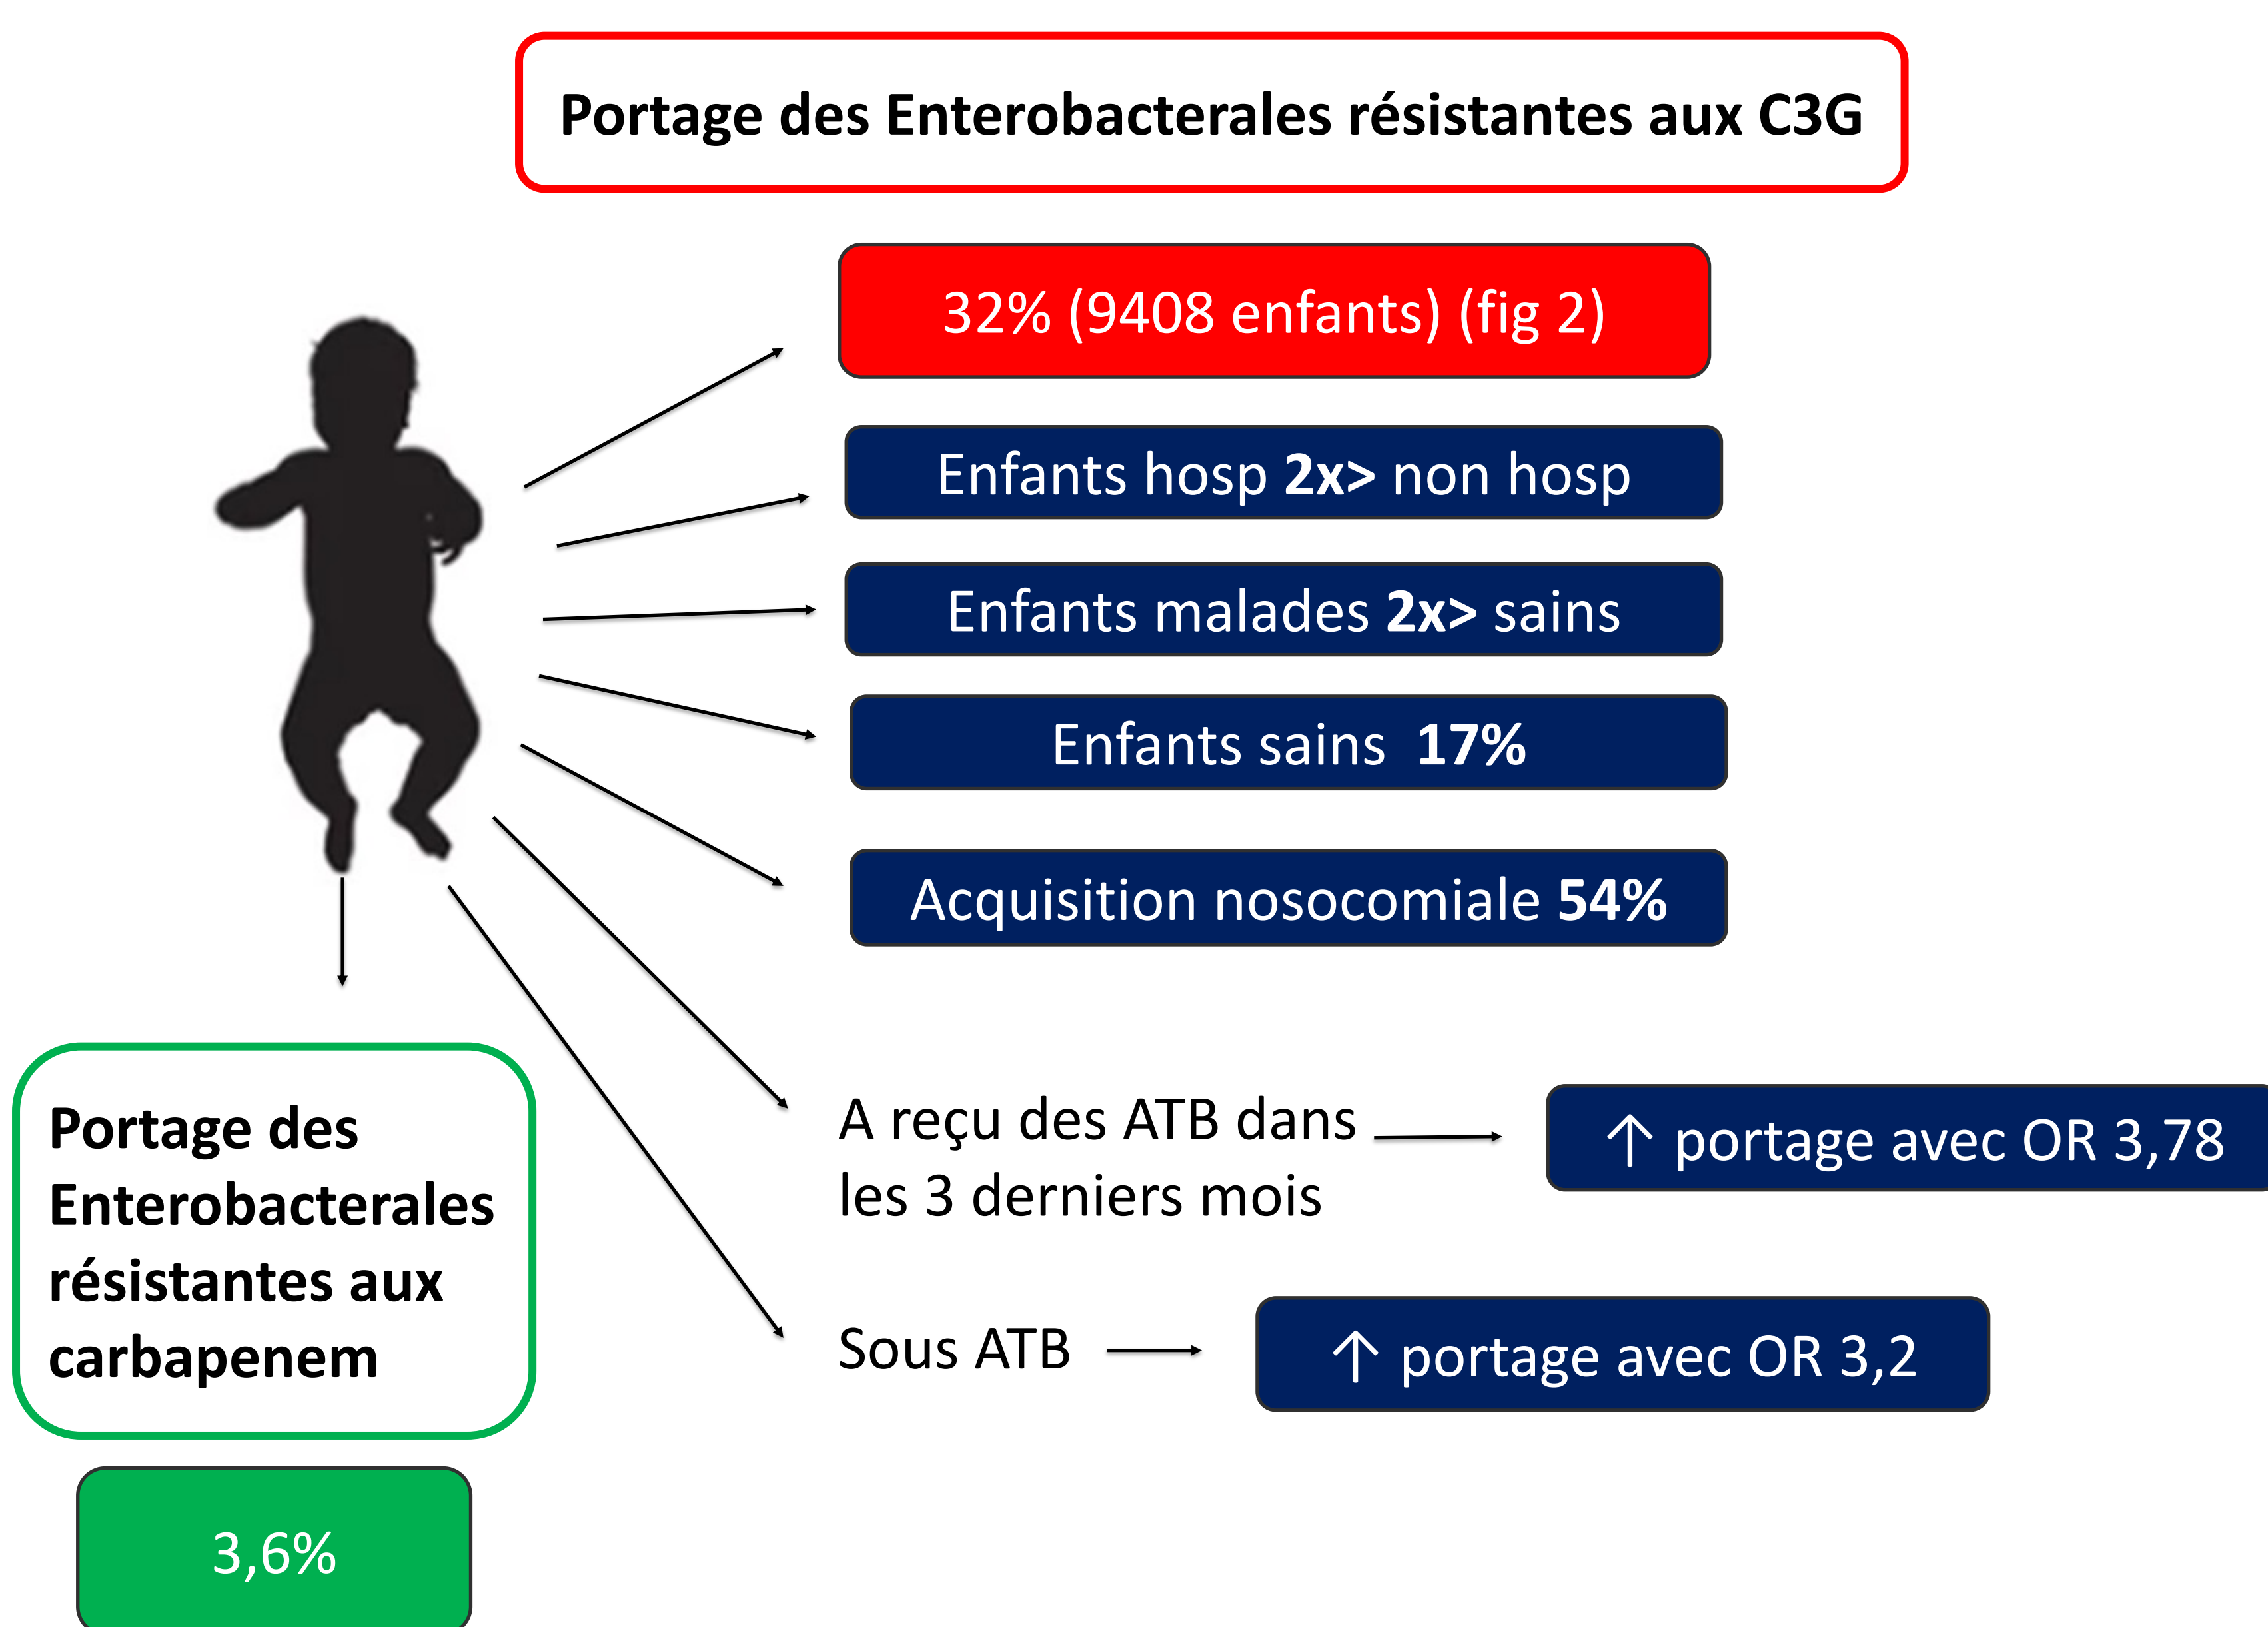 Portage des Enterobacterales résistantes aux C3G
32% (9408 enfants) (fig 2)
Enfants hosp 2x> non hosp
Enfants malades 2x> sains
Enfants sains 17%
Acquisition nosocomiale 54%
A reçu des ATB dans
les 3 derniers mois
↑ portage avec OR 3,78
Sous ATB
↑ portage avec OR 3,2
Portage des
Enterobacterales
résistantes aux
carbapenem
3,6%